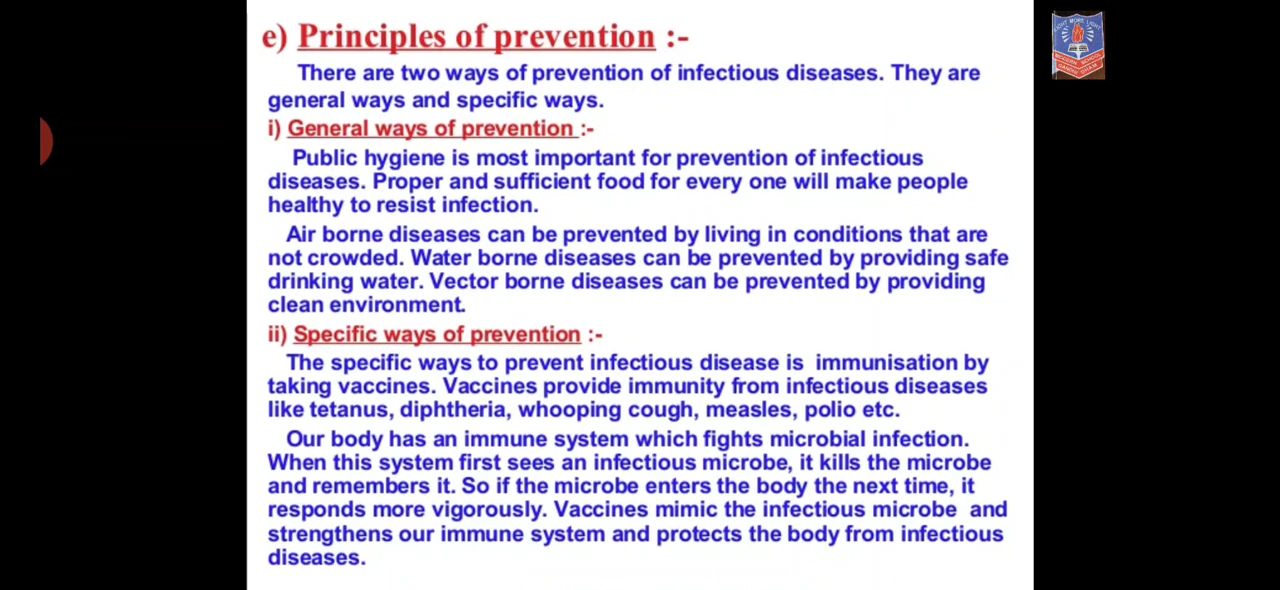 e) Principles of prevention :-
There are two ways of prevention of infectious diseases. They are
general ways and specific ways.
i) General ways of prevention :-
Public hygiene is most important for prevention of infectious
diseases. Proper and sufficient food for every one will make people
healthy to resist infection.
Air borne diseases can be prevented by living in conditions that are
not crowded. Water borne diseases can be prevented by providing safe
drinking water. Vector borne diseases can be prevented by providing
clean environment.
ii) Specific ways of prevention :-
The specific ways to prevent infectious disease is immunisation by
taking vaccines. Vaccines provide immunity from infectious diseases
like tetanus, diphtheria, whooping cough, measles, polio etc.
Our body has an immune system which fights microbial infection.
When this system first sees an infectious microbe, it kills the microbe
and remembers it. So if the microbe enters the body the next time, it
responds more vigorously. Vaccines mimic the infectious microbe and
strengthens our immune system and protects the body from infectious
diseases.
MORE LIGHT
MODERN SCHOOL